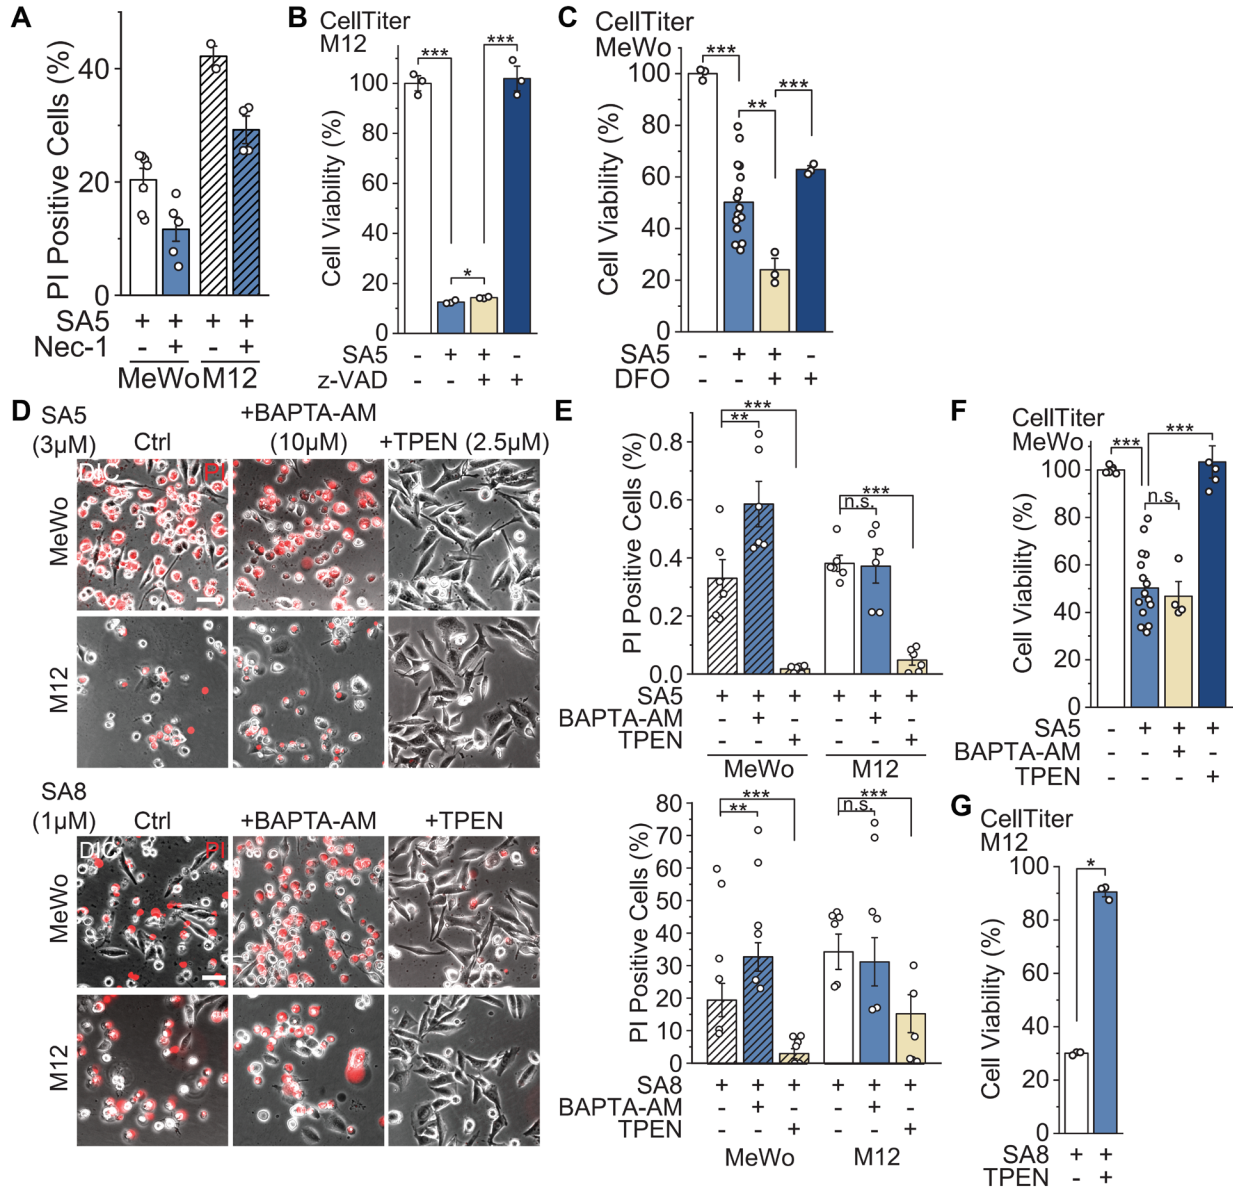 A
PI Positive Cells (%)
40
20
0
SA5 + + + +
Nec-1 - + - +
MeWo M12
B
CellTiter
M12
Cell Viability (%)
*** ***
*
100
80
60
40
20
0
SA5 - + + -
z-VAD - - + +
C
CellTiter
MeWo
Cell Viability (%)
*** ** ***
100
80
60
40
20
0
SA5 - + + -
DFO - - + +
D
SA5
(3µM)
Ctrl
+BAPTA-AM
(10µM)
+TPEN (2.5µM)
DIC PI
MeWo
M12
SA8
(1µM)
Ctrl
+BAPTA-AM
+TPEN
DIC PI
MeWo
M12
E
PI Positive Cells (%)
***
**
***
n.s.
0.8
0.6
0.4
0.2
0.0
SA5 + + + + + +
BAPTA-AM - + - - + -
TPEN - - + - - +
MeWo M12
PI Positive Cells (%)
***
**
***
n.s.
80
70
60
50
40
30
20
10
0
SA8 + + + + + +
BAPTA-AM - + - - + -
TPEN - - + - - +
MeWo M12
F
CellTiter
MeWo
Cell Viability (%)
*** ***
n.s.
100
80
60
40
20
0
SA5 - + + +
BAPTA-AM - - + -
TPEN - - - +
G
CellTiter
M12
Cell Viability (%)
*
100
80
90
60
40
20
0
SA8 + +
TPEN - +